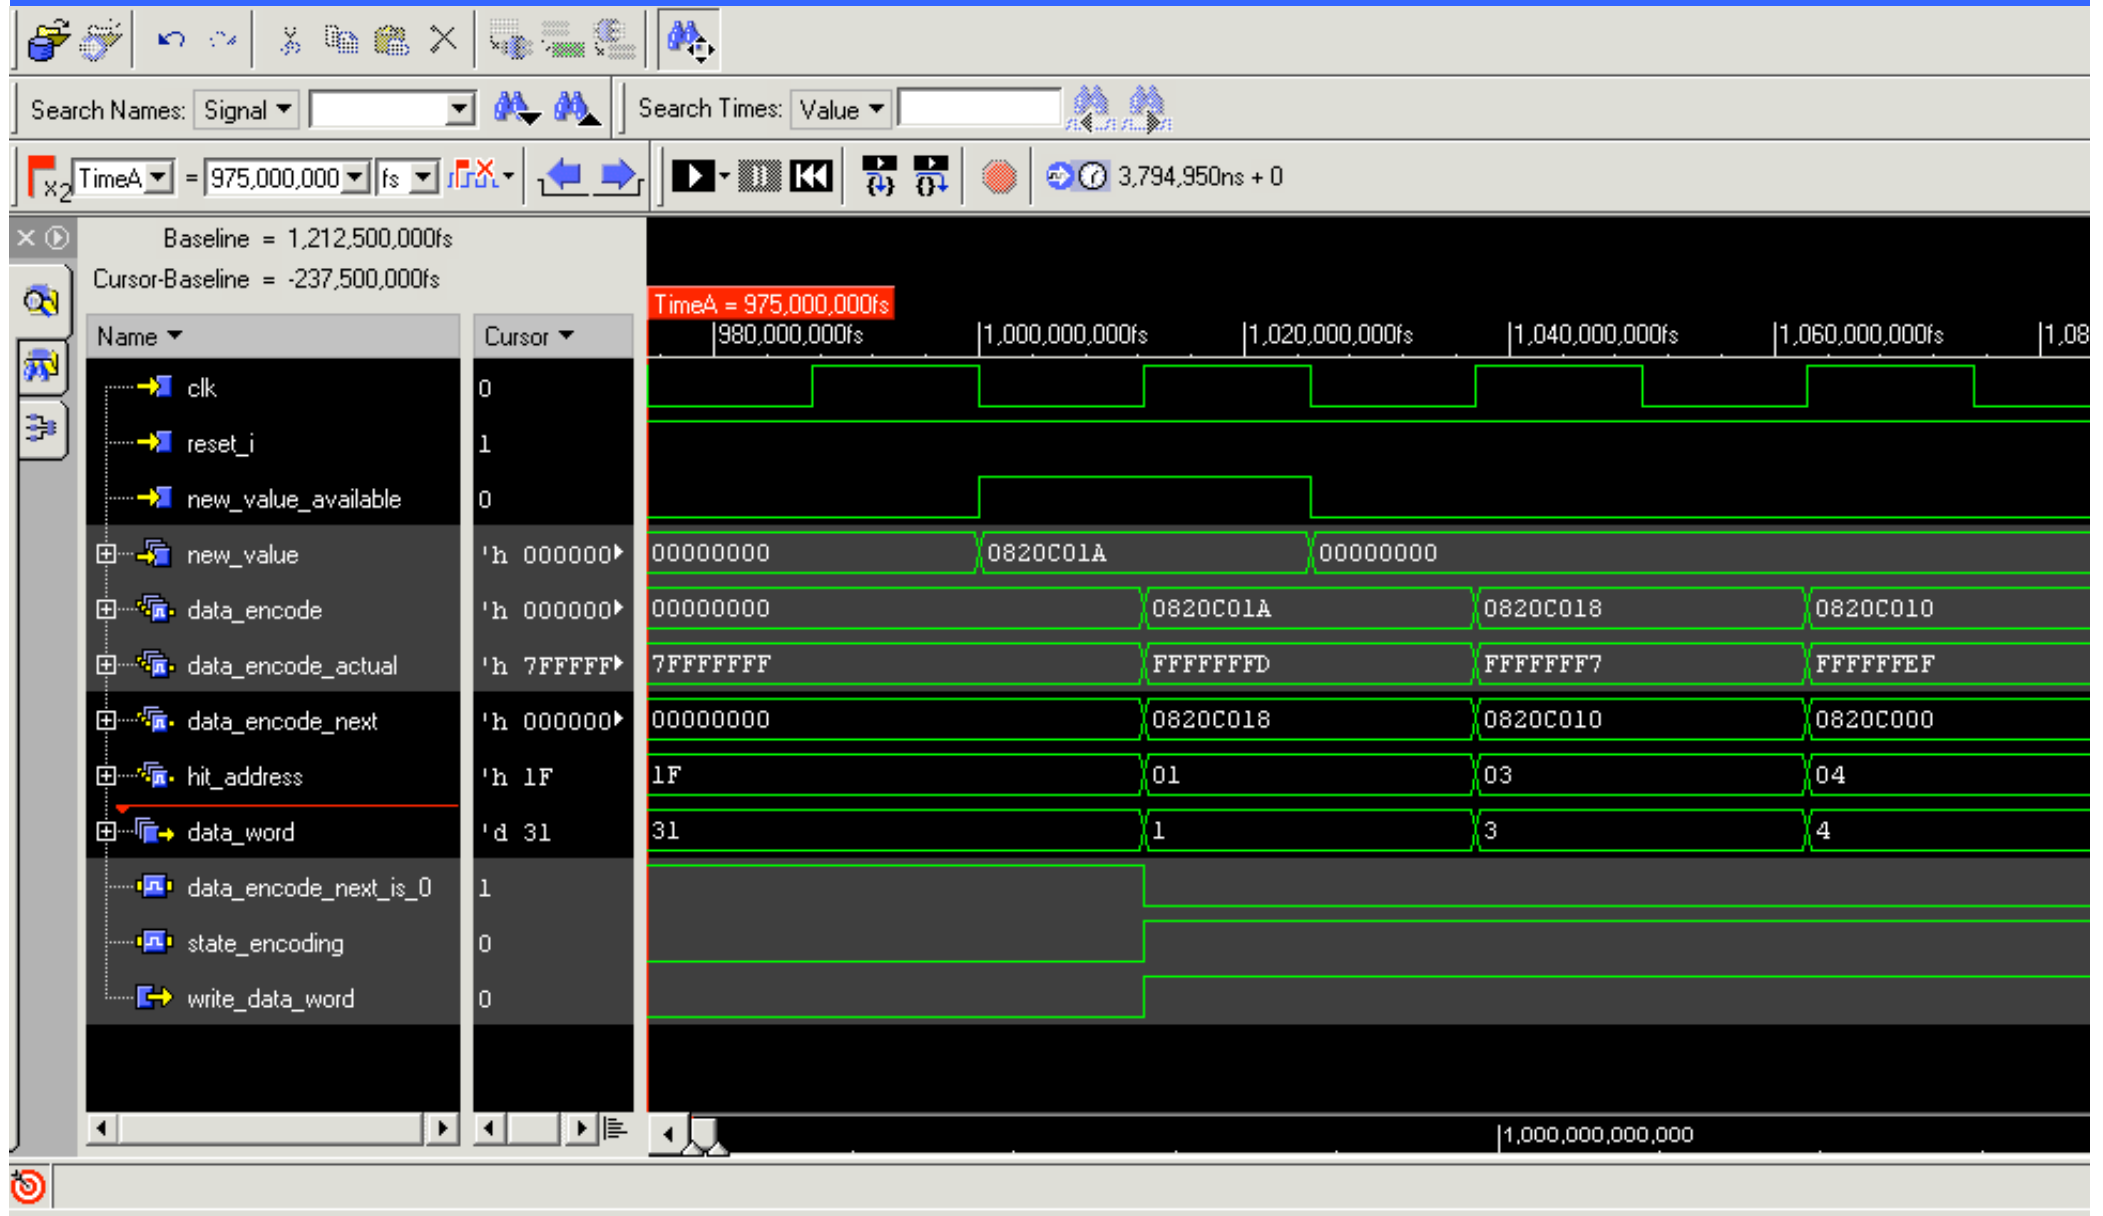 Search Names: Signal Search Times: Value
x2 TimeA = 975,000,000 fs 3,794,950ns + 0
Baseline = 1,212,500,000fs
Cursor-Baseline = -237,500,000fs
TimeA = 975,000,000fs
Name Cursor 980,000,000fs 1,000,000,000fs 1,020,000,000fs 1,040,000,000fs 1,060,000,000fs 1,08
clk 0
reset_i 1
new_value_available 0
new_value 'h 000000 00000000 0820C01A 00000000
data_encode 'h 000000 00000000 0820C01A 0820C018 0820C010
data_encode_actual 'h 7FFFFF 7FFFFFFF FFFFFFFD FFFFFFF7 FFFFFFEF
data_encode_next 'h 000000 00000000 0820C018 0820C010 0820C000
hit_address 'h 1F 1F 01 03 04
data_word 'd 31 31 1 3 4
data_encode_next_is_0 1
state_encoding 0
write_data_word 0
1,000,000,000,000